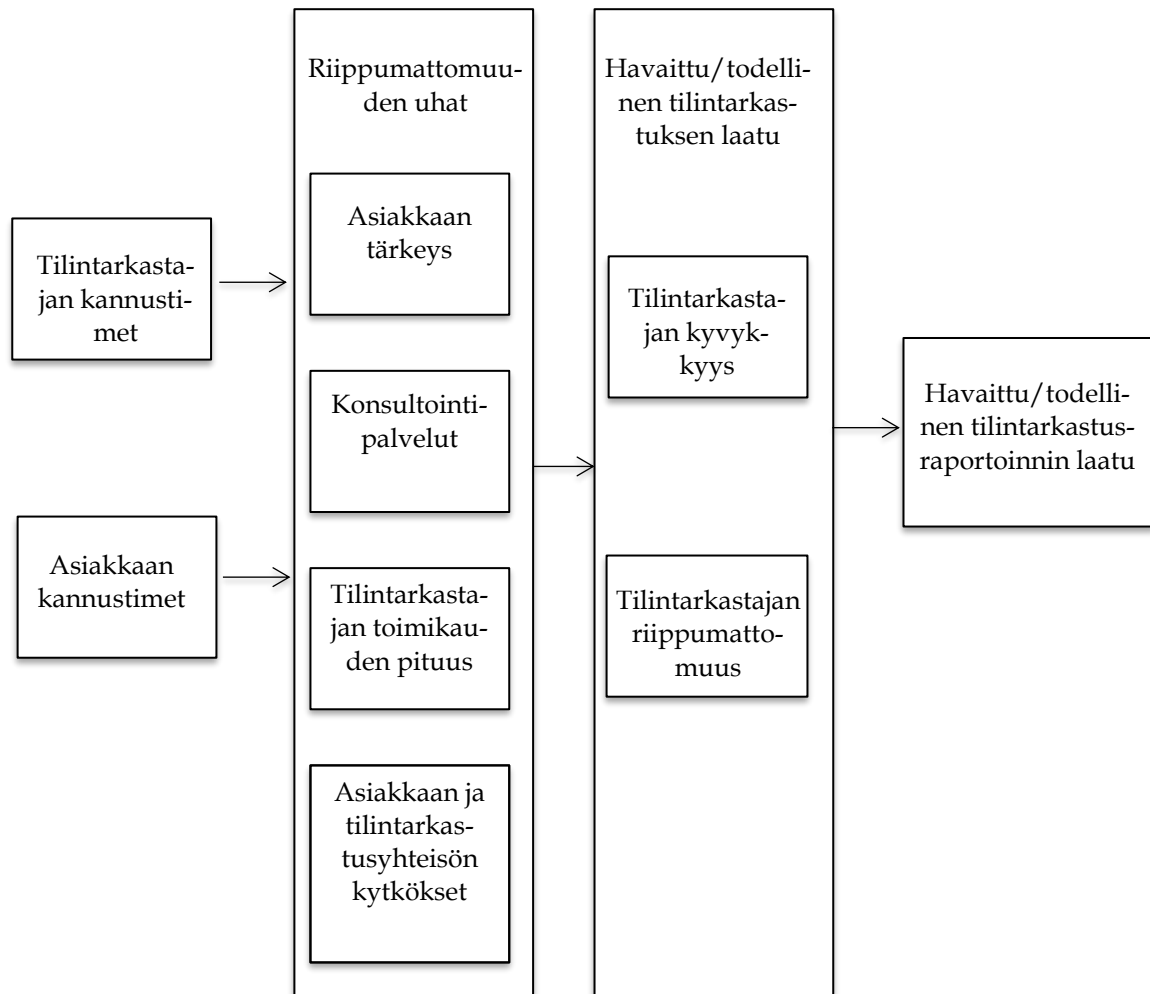 Tilintarkasta-
jan kannusti-
met
Asiakkaan
kannustimet
Riippumattomuu-
den uhat
Asiakkaan
tärkeys
Konsultointi-
palvelut
Tilintarkasta-
jan toimikau-
den pituus
Asiakkaan ja
tilintarkas-
tusyhteisön
kytkökset
Havaittu/todelli-
nen tilintarkas-
tuksen laatu
Tilintarkasta-
jan kyvyk-
kyys
Tilintarkastajan
riippumatto-
muus
Havaittu/todelli-
nen tilintarkastus-
raportoinnin laatu